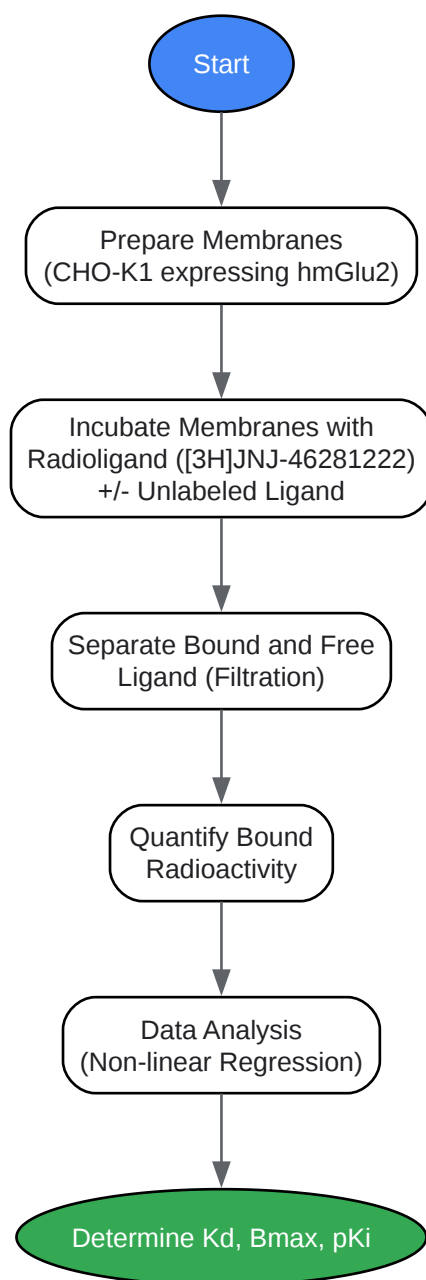 Start
Prepare Membranes
(CHO-K1 expressing hmGlu2)
Incubate Membranes with
Radioligand ([3H]JNJ-46281222)
+/- Unlabeled Ligand
Separate Bound and Free
Ligand (Filtration)
Quantify Bound
Radioactivity
Data Analysis
(Non-linear Regression)
Determine Kd, Bmax, pKi